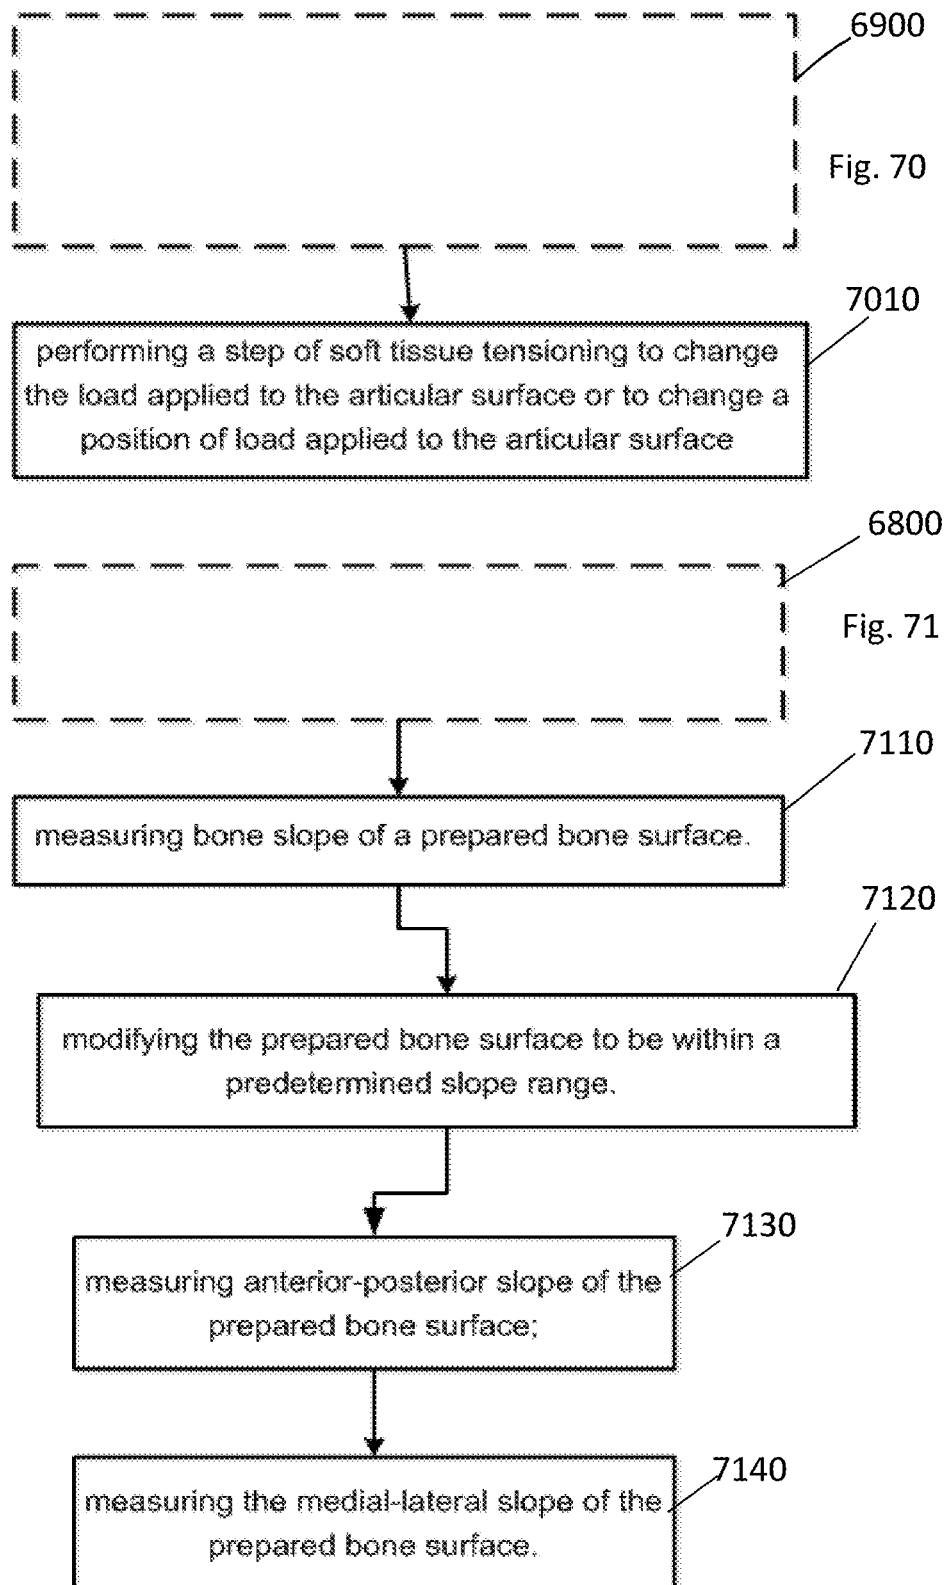 6900
Fig. 70
7010
performing a step of soft tissue tensioning to change
the load applied to the articular surface or to change a
position of load applied to the articular surface
6800
Fig. 71
7110
measuring bone slope of a prepared bone surface.
7120
modifying the prepared bone surface to be within a
predetermined slope range.
7130
measuring anterior-posterior slope of the
prepared bone surface;
7140
measuring the medial-lateral slope of the
prepared bone surface.